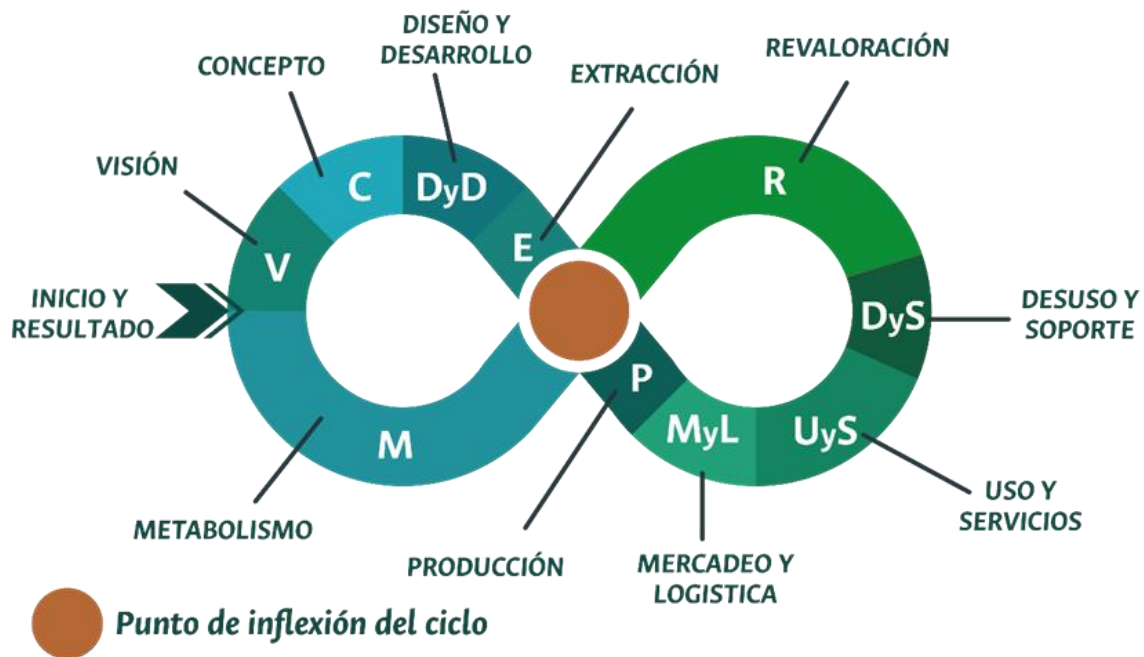 DISEÑO Y
DESARROLLO
REVALORACIÓN
CONCEPTO
EXTRACCIÓN
VISIÓN
C
DyD
R
E
V
INICIO Y
RESULTADO
DyS
DESUSO Y
SOPORTE
P
MyL
UyS
M
METABOLISMO
USO Y
SERVICIOS
PRODUCCIÓN
MERCADEO Y
LOGISTICA
Punto de inflexión del ciclo